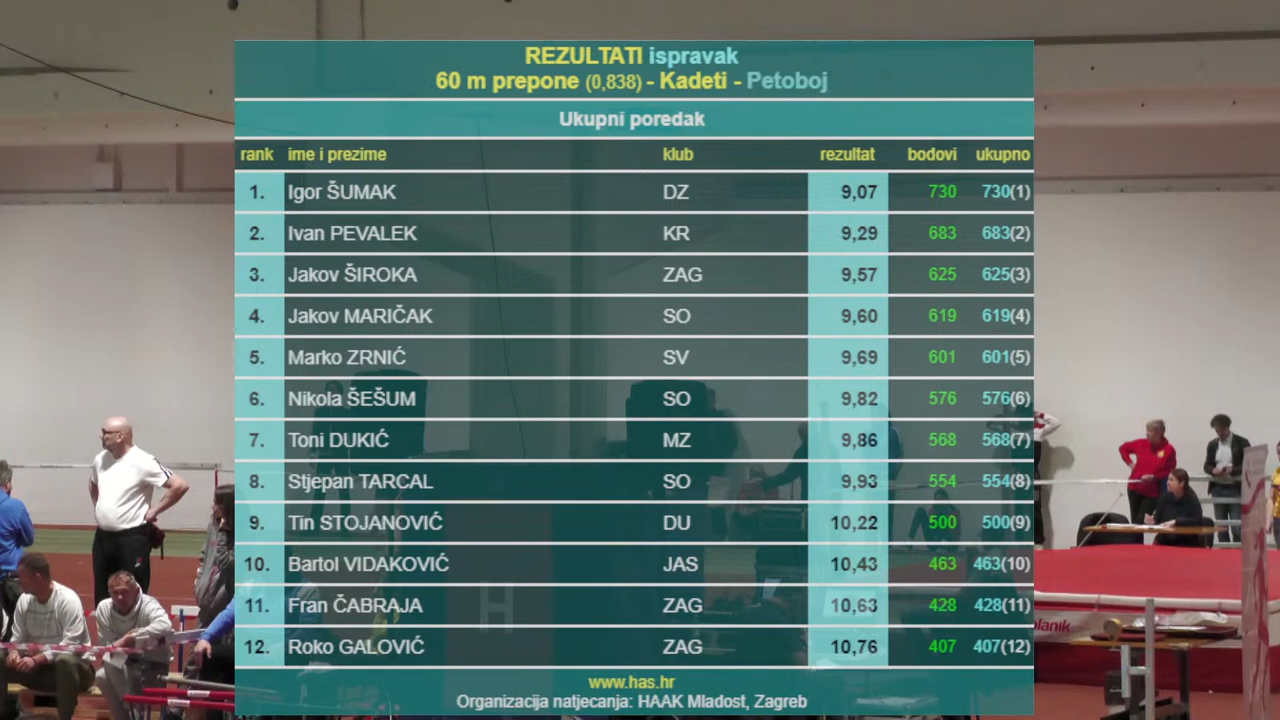 REZULTATI ispravak
60 m prepone (0,838) - Kadeti - Petoboj
Ukupni poredak
rank ime i prezime klub rezultat bodovi ukupno
1. Igor ŠUMAK DZ 9,07 730 730(1)
2. Ivan PEVALEK KR 9,29 683 683(2)
3. Jakov ŠIROKA ZAG 9,57 625 625(3)
4. Jakov MARIČAK SO 9,60 619 619(4)
5. Marko ZRNIĆ SV 9,69 601 601(5)
6. Nikola ŠEŠUM SO 9,82 576 576(6)
7. Toni DUKIĆ MZ 9,86 568 568(7)
8. Stjepan TARCAL SO 9,93 554 554(8)
9. Tin STOJANOVIĆ DU 10,22 500 500(9)
10. Bartol VIDAKOVIĆ JAS 10,43 463 463(10)
11. Fran ČABRAJA ZAG 10,63 428 428(11)
12. Roko GALOVIĆ ZAG 10,76 407 407(12)
www.has.hr
Organizacija natjecanja: HAAK Mladost, Zagreb
H